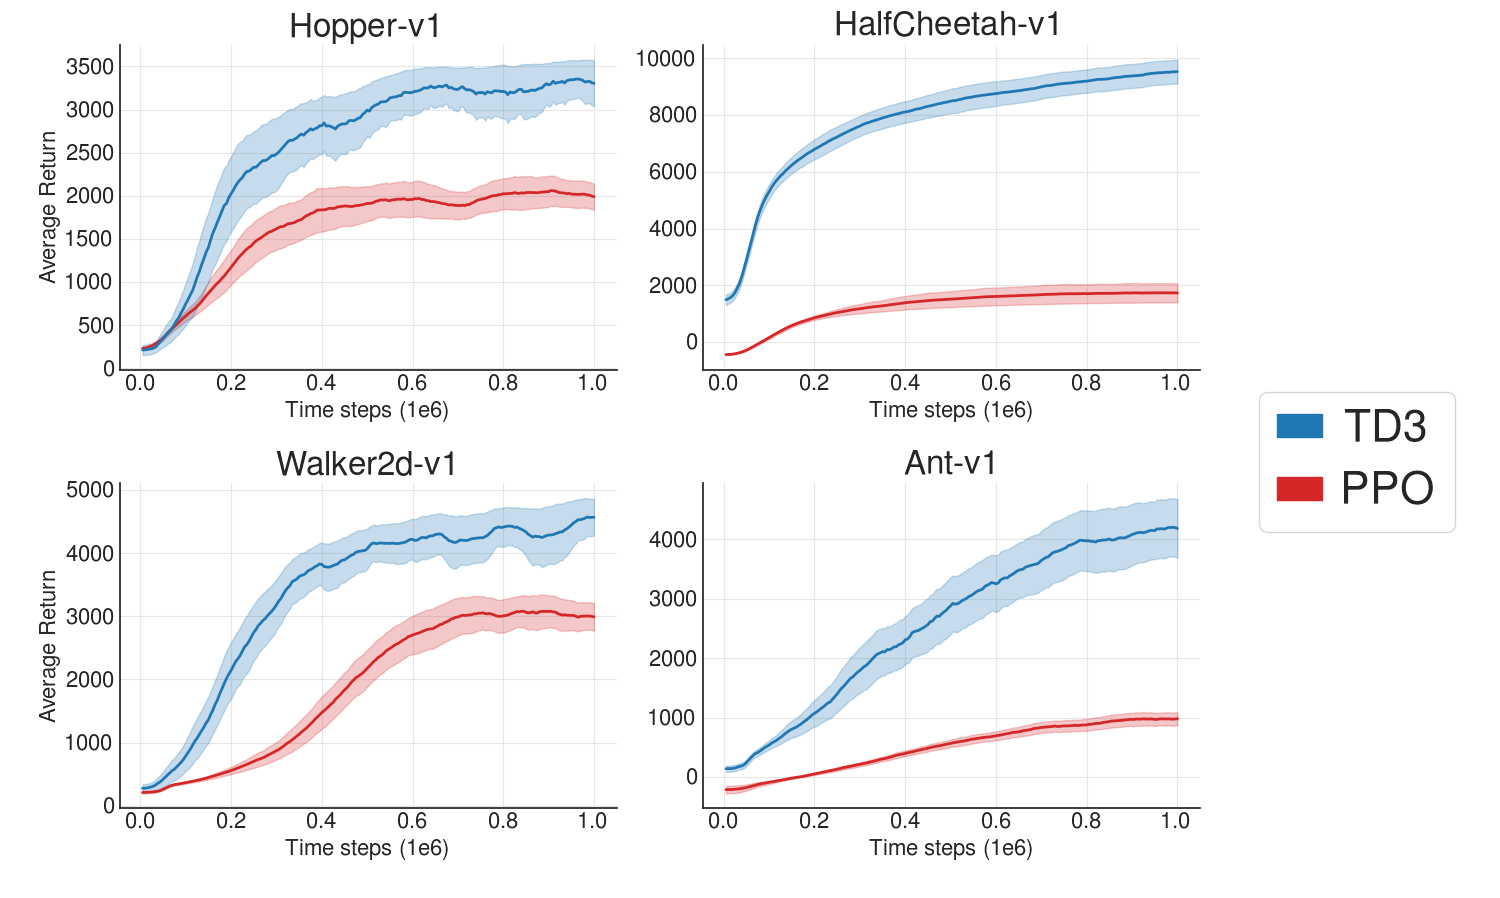 Hopper-v1
3500
3000
2500
2000
1500
1000
500
0
Average Return
0.0 0.2 0.4 0.6 0.8 1.0
Time steps (1e6)
HalfCheetah-v1
10000
8000
6000
4000
2000
0
0.0 0.2 0.4 0.6 0.8 1.0
Time steps (1e6)
Walker2d-v1
5000
4000
3000
2000
1000
0
Average Return
0.0 0.2 0.4 0.6 0.8 1.0
Time steps (1e6)
Ant-v1
4000
3000
2000
1000
0
0.0 0.2 0.4 0.6 0.8 1.0
Time steps (1e6)
TD3
PPO